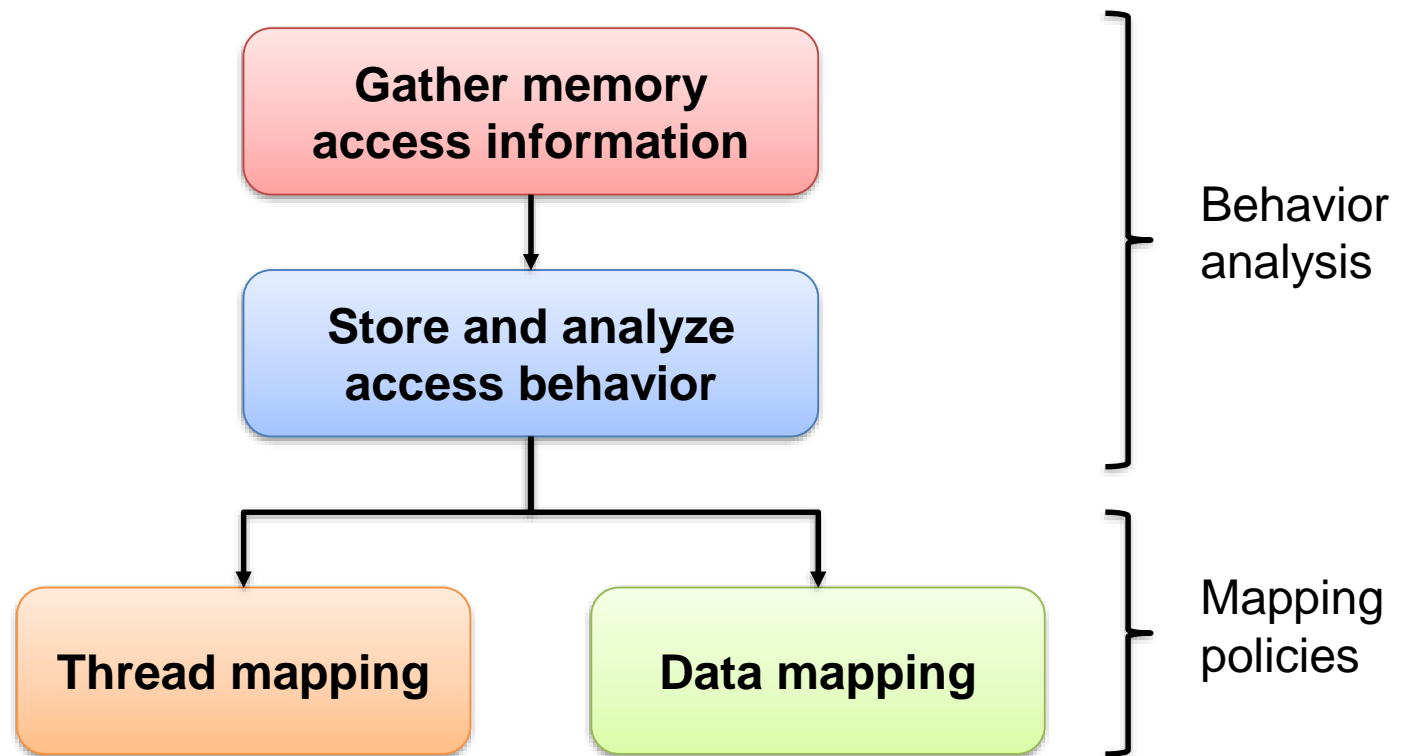 Gather memory
access information
Behavior
analysis
Store and analyze
access behavior
Thread mapping
Data mapping
Mapping
policies